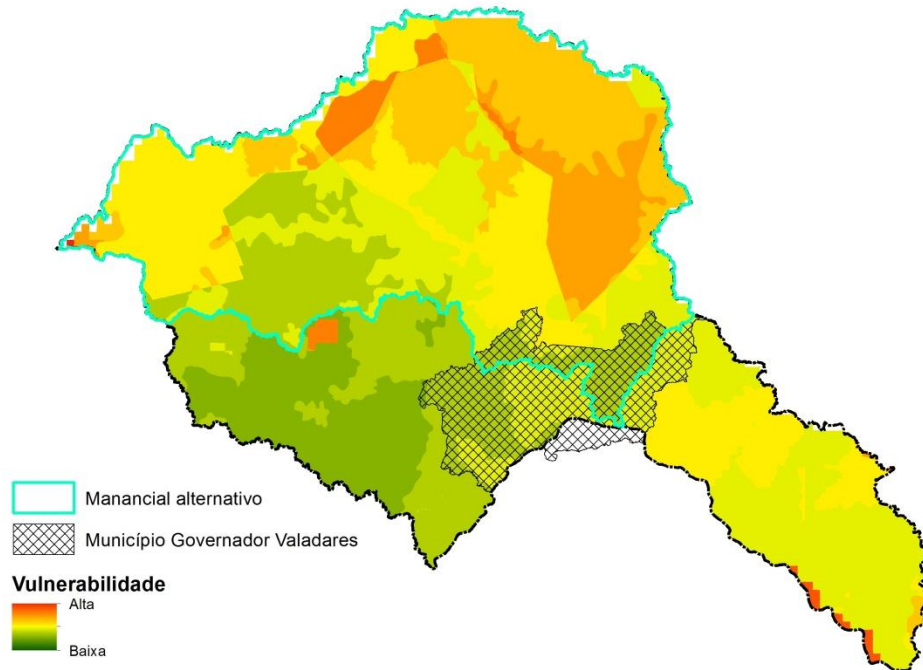 Manancial alternativo
Município Governador Valadares
Vulnerabilidade
Alta
Baixa